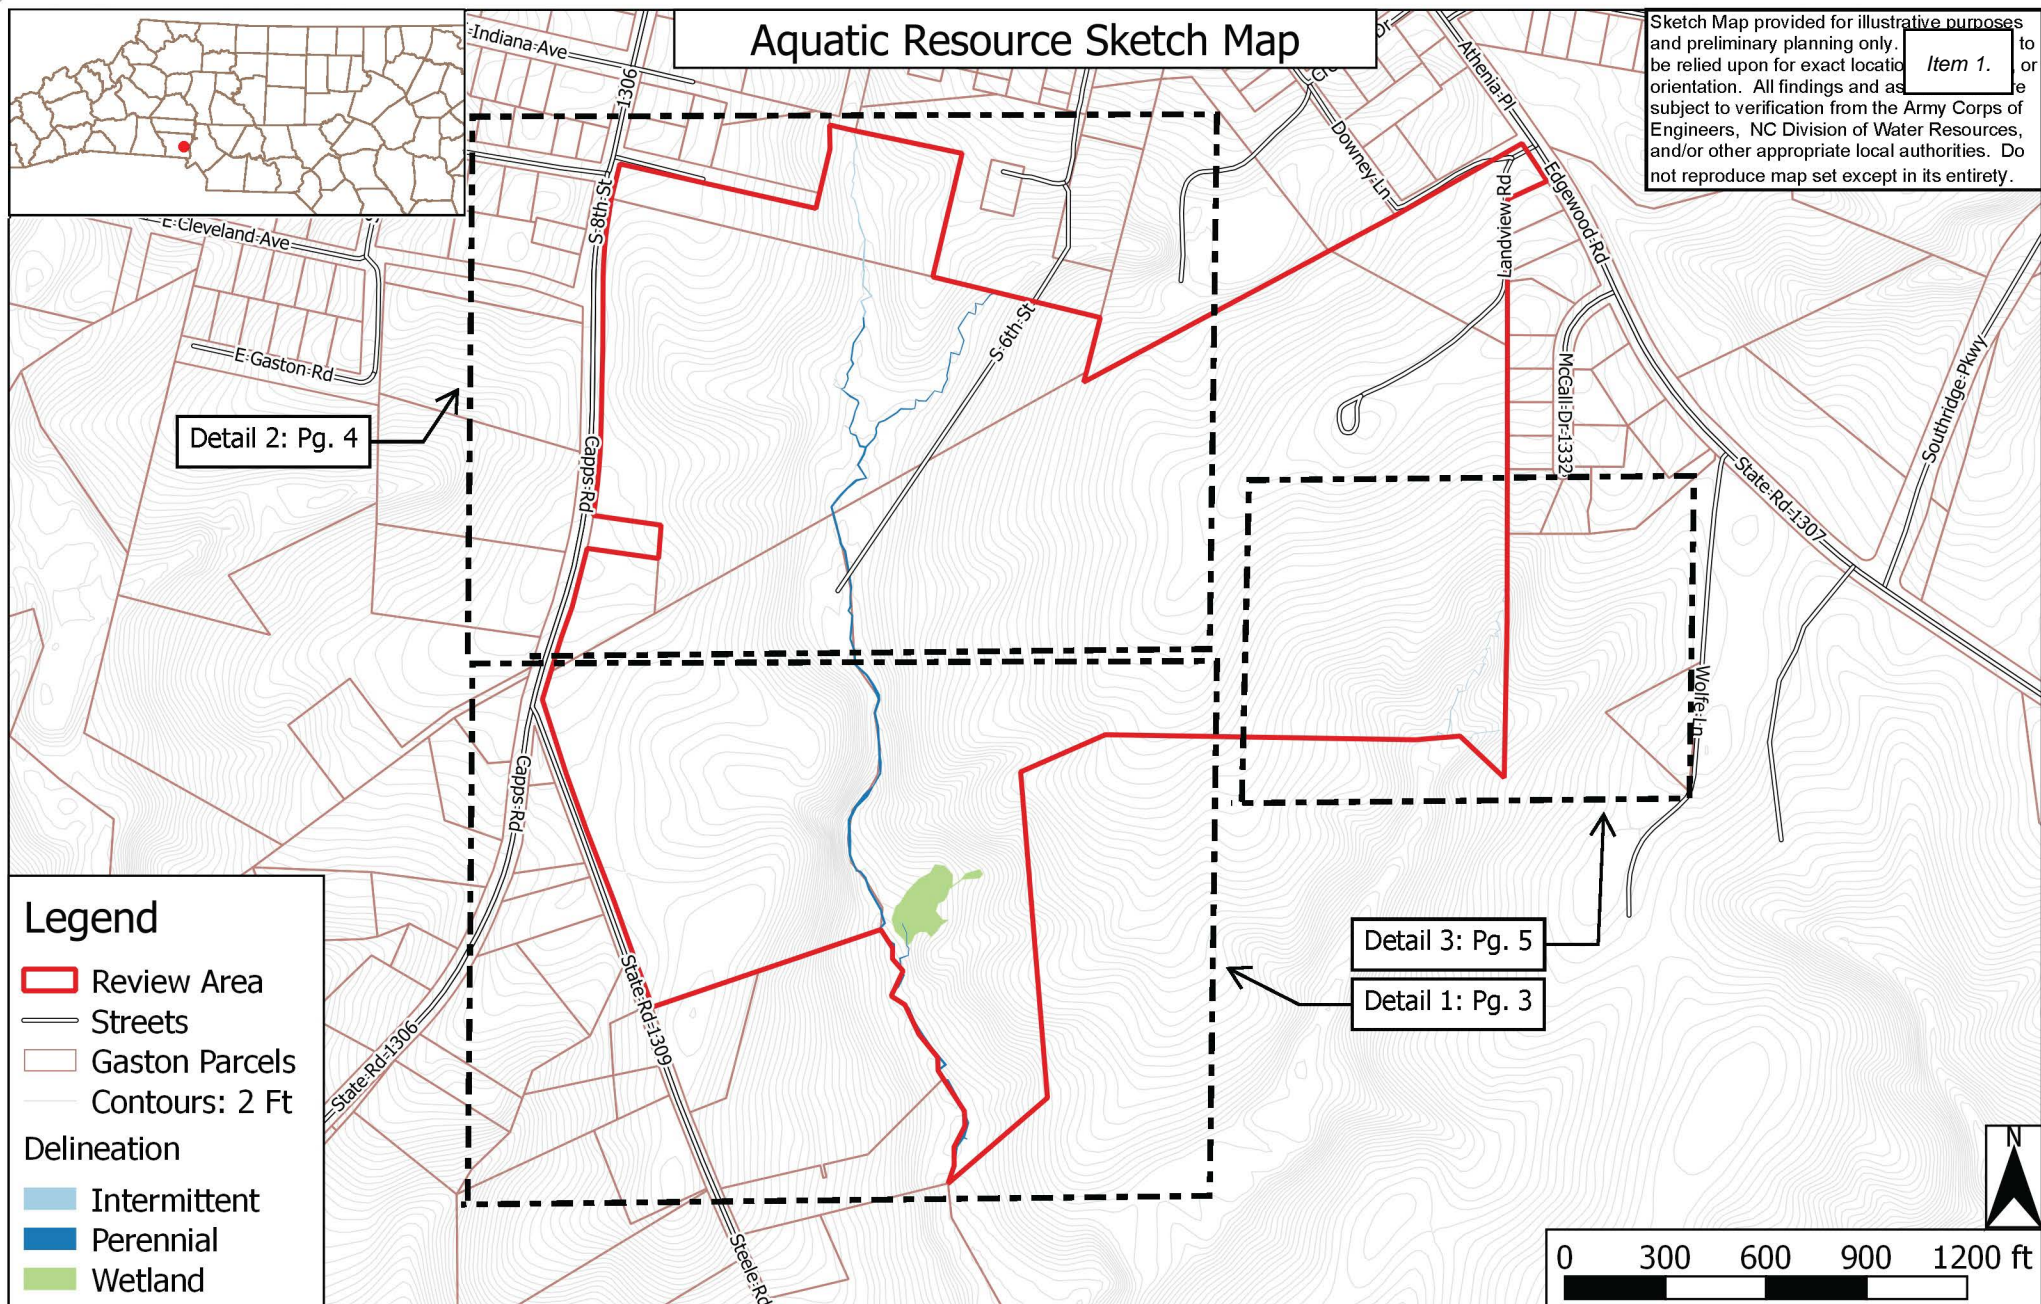 Aquatic Resource Sketch Map
Sketch Map provided for illustrative purposes
and preliminary planning only. to
be relied upon for exact locatio or
orientation. All findings and as re
subject to verification from the Army Corps of
Engineers, NC Division of Water Resources,
and/or other appropriate local authorities. Do
not reproduce map set except in its entirety.
Item 1.
Indiana Ave
1306
S 8th St
E Cleveland Ave
E Gaston Rd
Capps Rd
S 6th St
Downey Ln
Athenia Pl
Edgewood Rd
Landview Rd
McCall Dr 1332
State Rd 1307
Southridge Pkwy
Wolfe Ln
Capps Rd
State Rd 1309
State Rd 1306
Steele Rd
Dr
Detail 2: Pg. 4
Detail 3: Pg. 5
Detail 1: Pg. 3
Legend
Review Area
Streets
Gaston Parcels
Contours: 2 Ft
Delineation
Intermittent
Perennial
Wetland
N
0 300 600 900 1200 ft